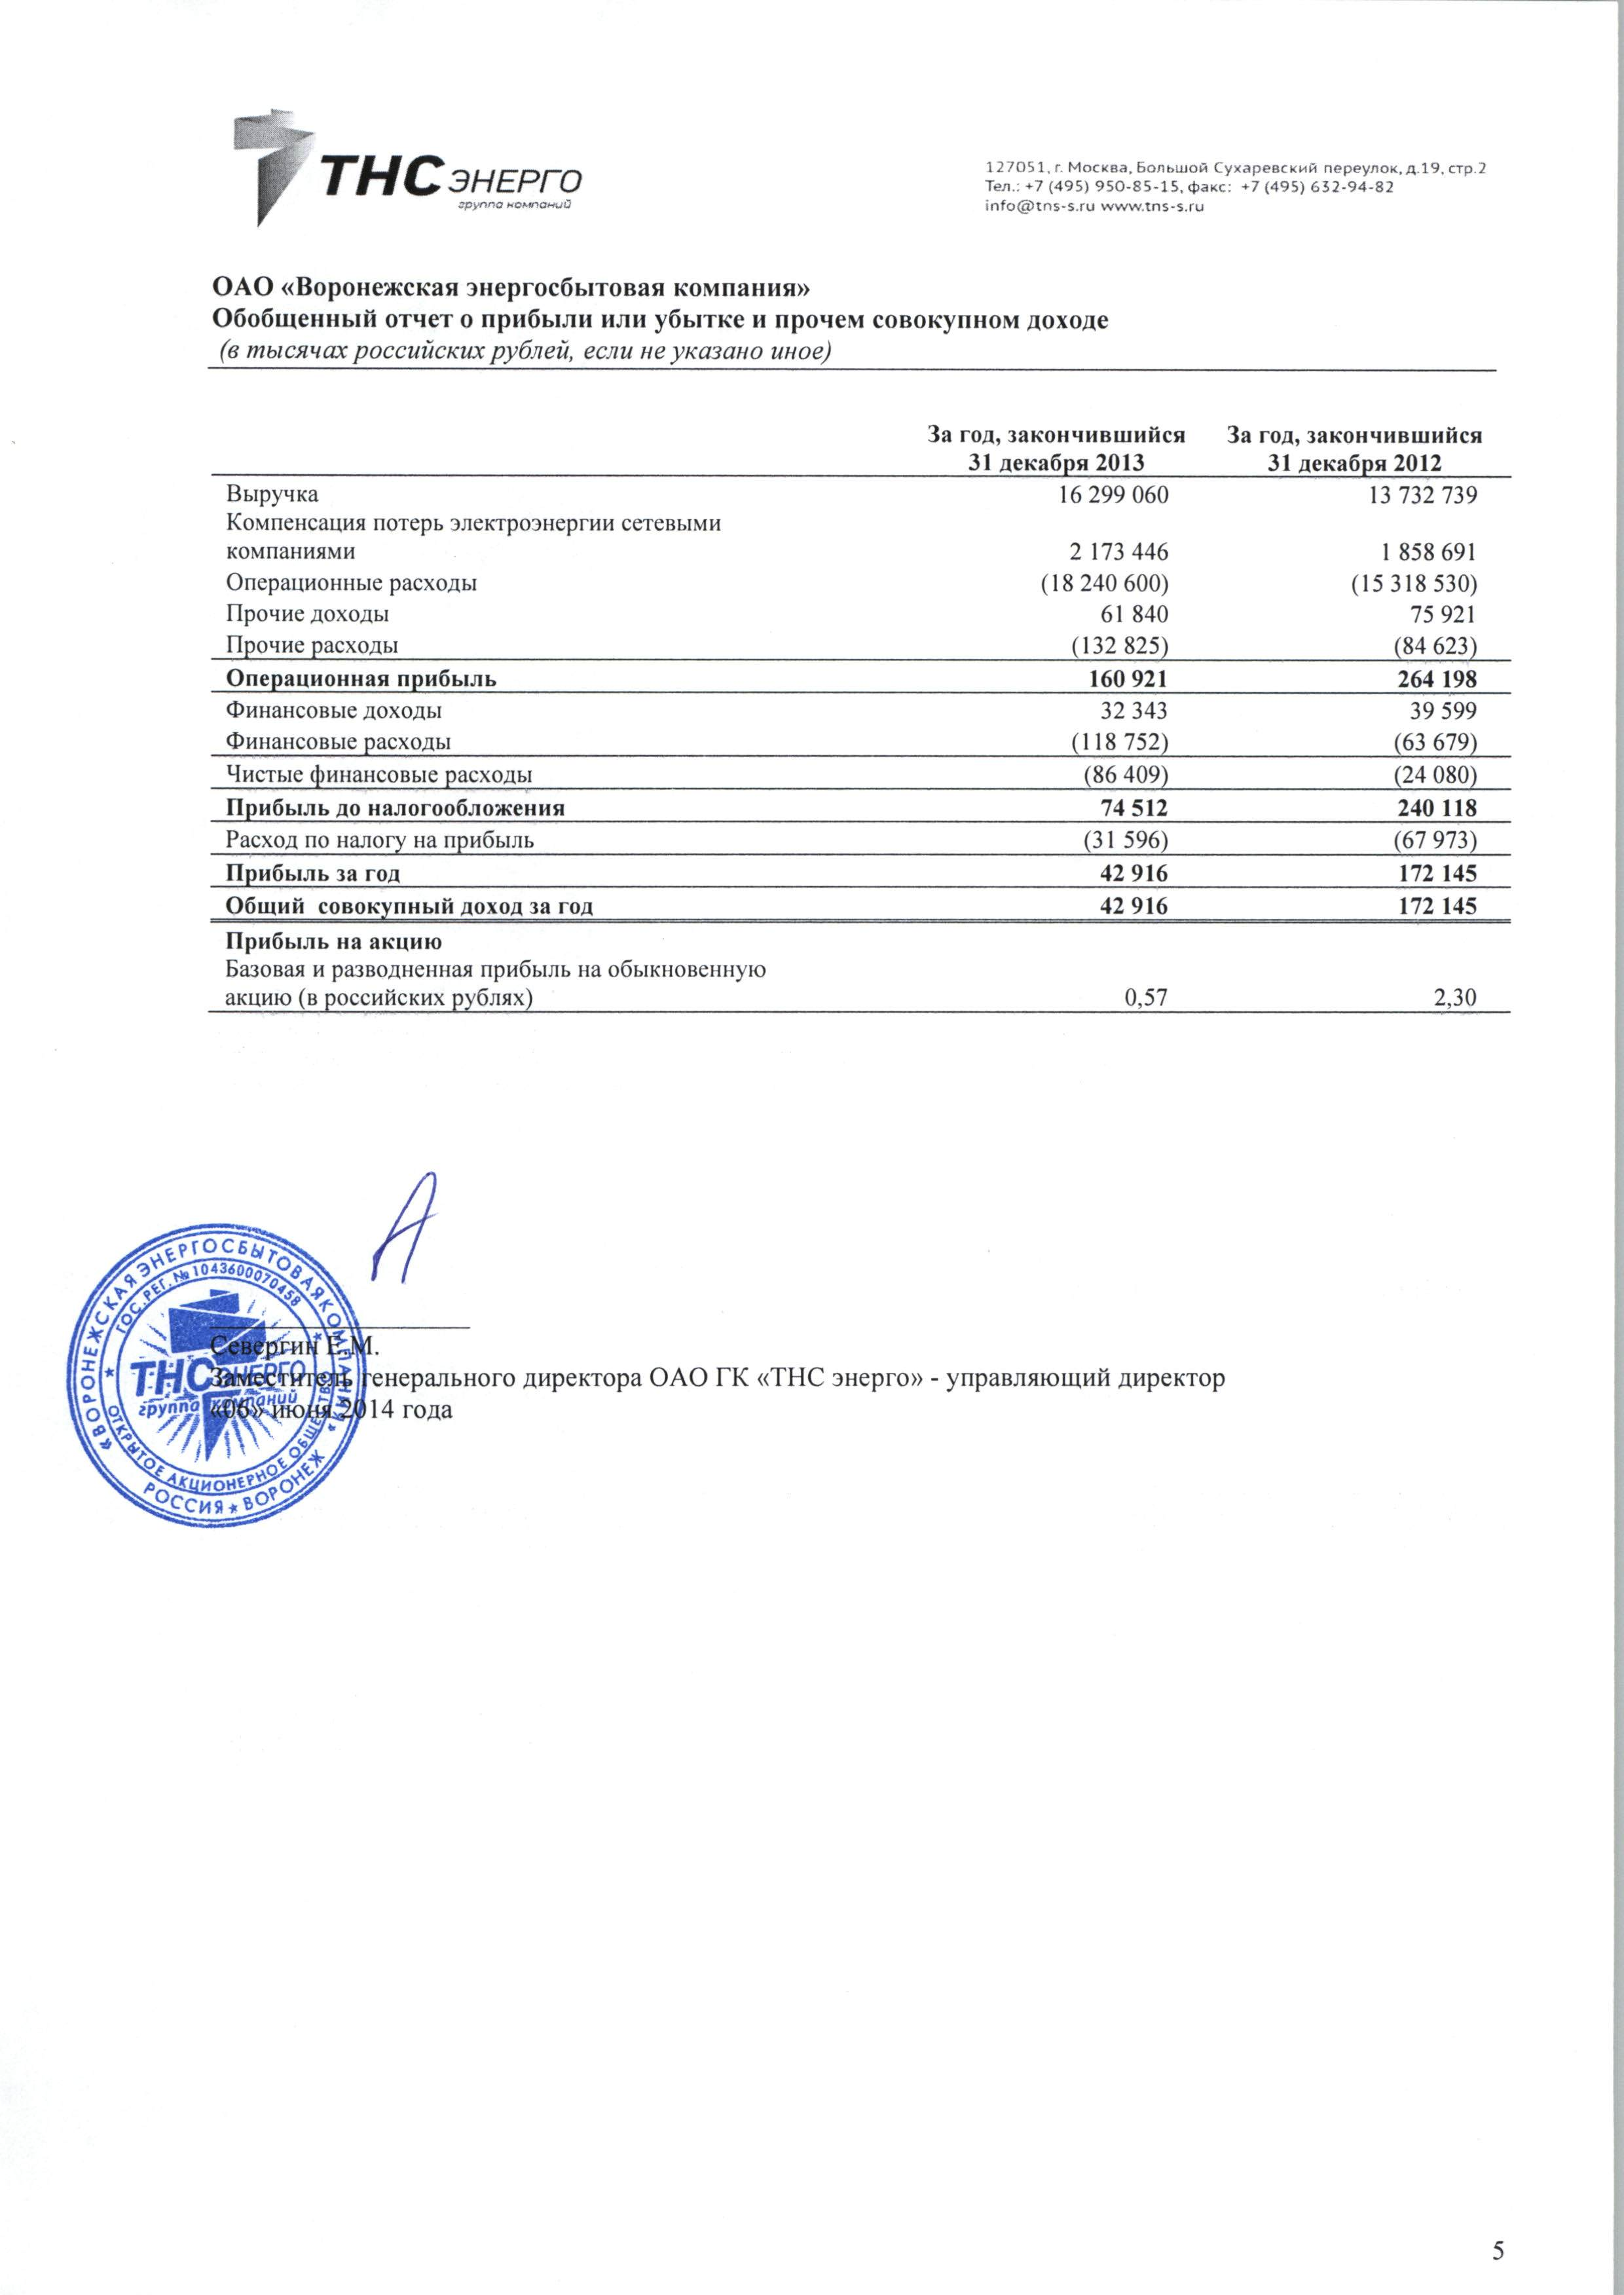 ТНС энерго
группа компаний
127051, г. Москва, Большой Сухаревский переулок, д.19, стр.2
Тел.: +7 (495) 950-85-15, факс: +7 (495) 632-94-82
info@tns-s.ru www.tns-s.ru
ОАО «Воронежская энергосбытовая компания»
Обобщенный отчет о прибыли или убытке и прочем совокупном доходе
(в тысячах российских рублей, если не указано иное)
За год, закончившийся За год, закончившийся
31 декабря 2013 31 декабря 2012
Выручка 16 299 060 13 732 739
Компенсация потерь электроэнергии сетевыми
компаниями 2 173 446 1 858 691
Операционные расходы (18 240 600) (15 318 530)
Прочие доходы 61 840 75 921
Прочие расходы (132 825) (84 623)
Операционная прибыль 160 921 264 198
Финансовые доходы 32 343 39 599
Финансовые расходы (118 752) (63 679)
Чистые финансовые расходы (86 409) (24 080)
Прибыль до налогообложения 74 512 240 118
Расход по налогу на прибыль (31 596) (67 973)
Прибыль за год 42 916 172 145
Общий совокупный доход за год 42 916 172 145
Прибыль на акцию
Базовая и разводненная прибыль на обыкновенную
акцию (в российских рублях) 0,57 2,30
Севергин Е.М.
Заместитель генерального директора ОАО ГК «ТНС энерго» - управляющий директор
«06» июня 2014 года
«ВОРОНЕЖСКАЯ ЭНЕРГОСБЫТОВАЯ КОМПАНИЯ»
ГОС. РЕГ. № 1043600070458
ТНС ЭНЕРГО
группа компаний
ОТКРЫТОЕ АКЦИОНЕРНОЕ ОБЩЕСТВО
РОССИЯ ★ ВОРОНЕЖ
5